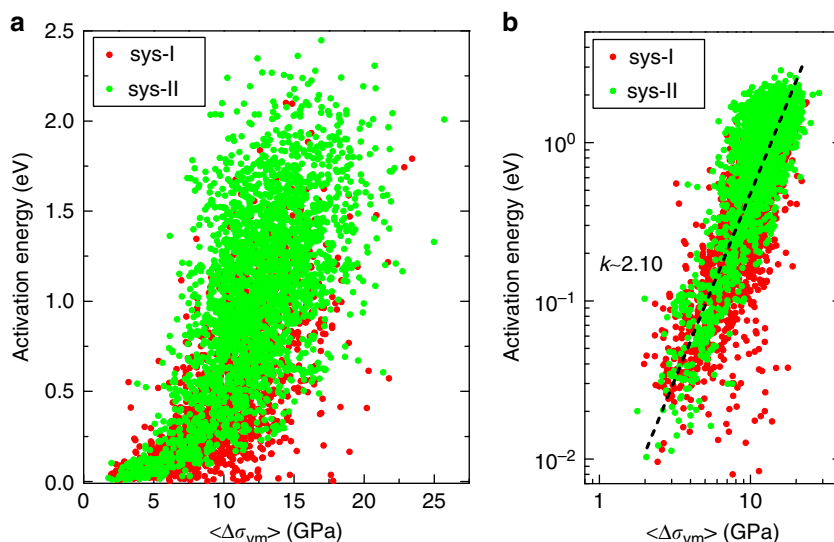 a
b
2.5
2.0
1.5
1.0
0.5
0.0
Activation energy (eV)
sys-I
sys-II
0 5 10 15 20 25
<Δσvm> (GPa)
10⁰
10⁻¹
10⁻²
Activation energy (eV)
sys-I
sys-II
k~2.10
1 10
<Δσvm> (GPa)